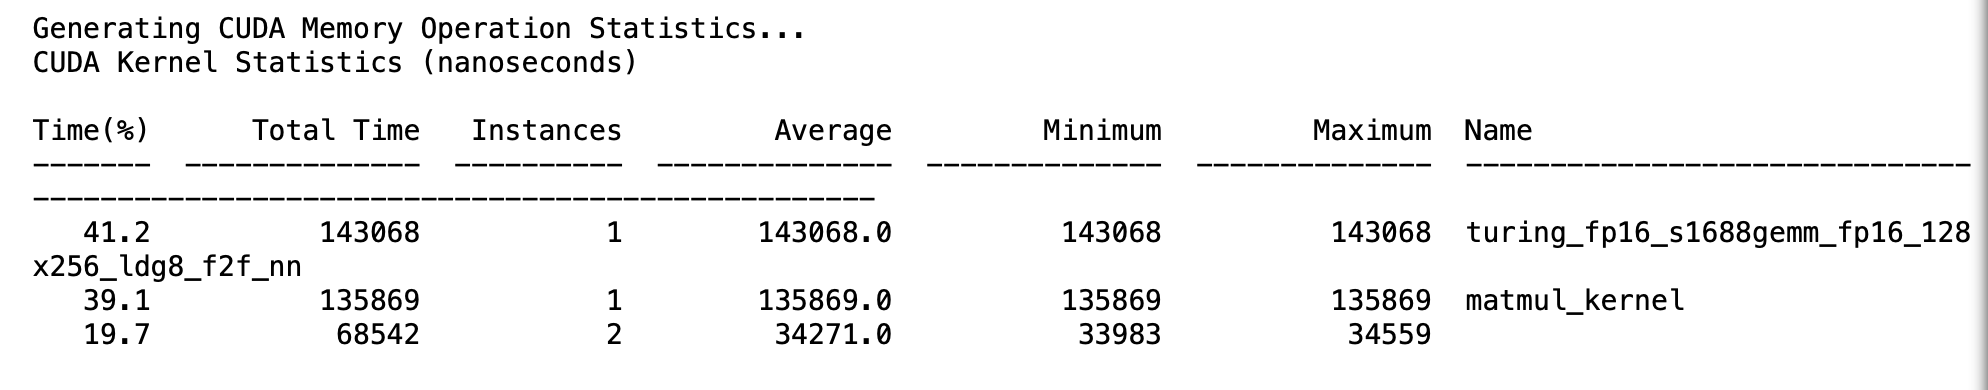 Generating CUDA Memory Operation Statistics...
CUDA Kernel Statistics (nanoseconds)
Time(%) Total Time Instances Average Minimum Maximum Name
------- -------------- ---------- -------------- -------------- -------------- ------------------------------
--------------------------------------------------
41.2 143068 1 143068.0 143068 143068 turing_fp16_s1688gemm_fp16_128
x256_ldg8_f2f_nn
39.1 135869 1 135869.0 135869 135869 matmul_kernel
19.7 68542 2 34271.0 33983 34559